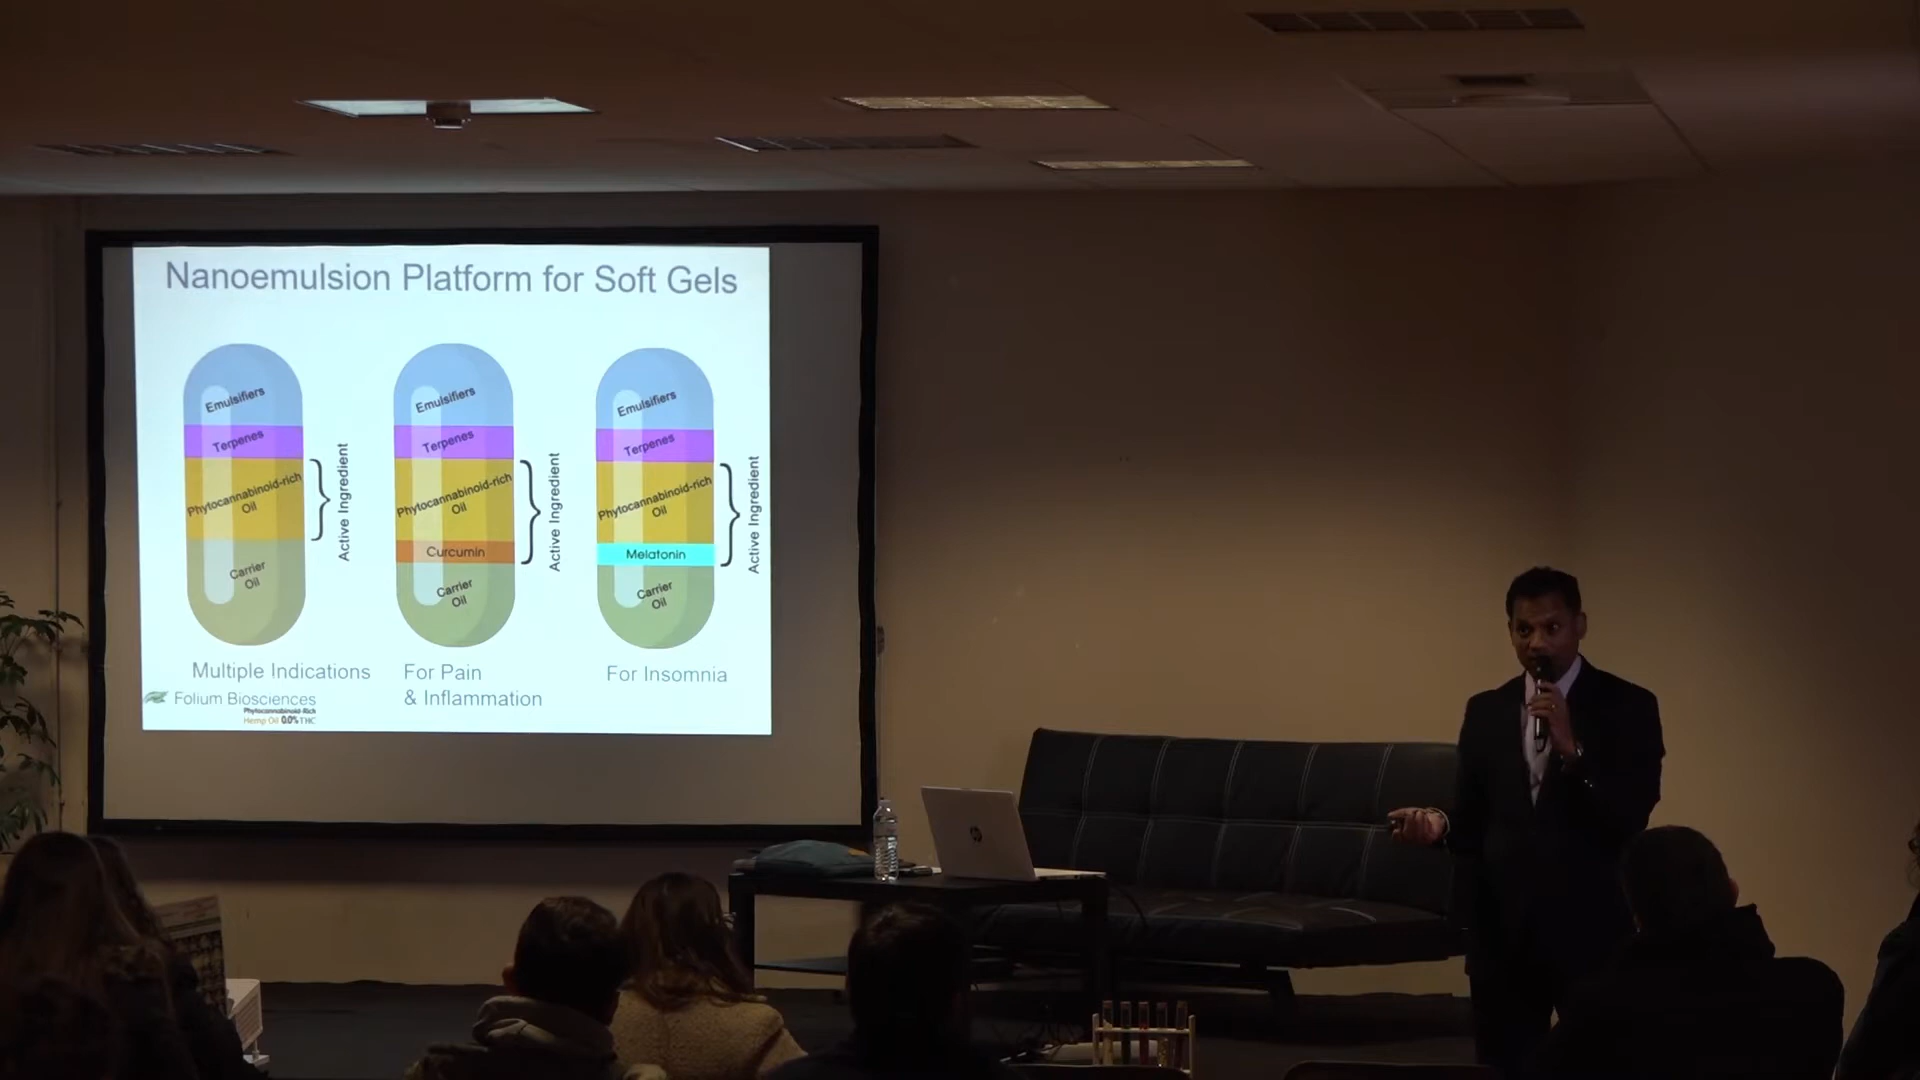 Nanoemulsion Platform for Soft Gels
Emulsifiers
Terpenes
Phytocannabinoid-rich
Oil
Carrier
Oil
Active Ingredient
Multiple Indications
Emulsifiers
Terpenes
Phytocannabinoid-rich
Oil
Curcumin
Carrier
Oil
Active Ingredient
For Pain
& Inflammation
Emulsifiers
Terpenes
Phytocannabinoid-rich
Oil
Melatonin
Carrier
Oil
Active Ingredient
For Insomnia
Folium Biosciences
Phytocannabinoid-Rich
Hemp Oil 0.0% THC
hp